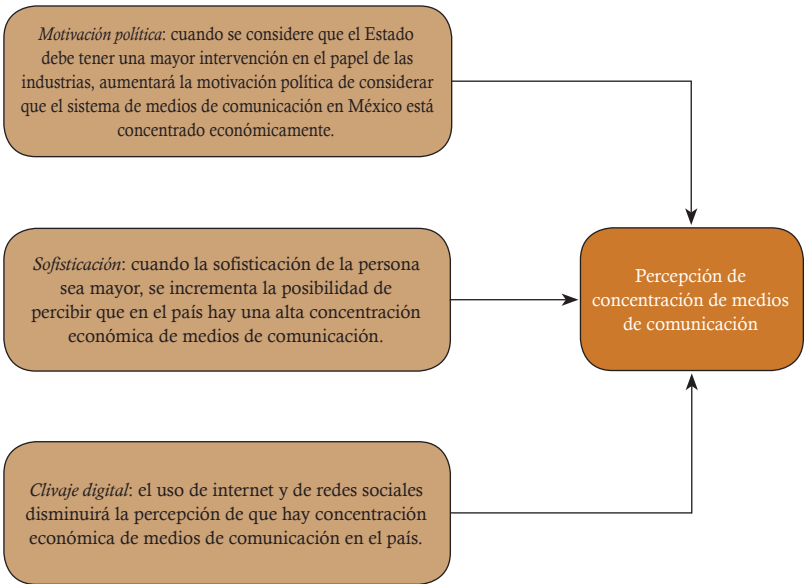 Motivación política: cuando se considere que el Estado
debe tener una mayor intervención en el papel de las
industrias, aumentará la motivación política de considerar
que el sistema de medios de comunicación en México está
concentrado económicamente.
Sofisticación: cuando la sofisticación de la persona
sea mayor, se incrementa la posibilidad de
percibir que en el país hay una alta concentración
económica de medios de comunicación.
Percepción de
concentración de medios
de comunicación
Clivaje digital: el uso de internet y de redes sociales
disminuirá la percepción de que hay concentración
económica de medios de comunicación en el país.